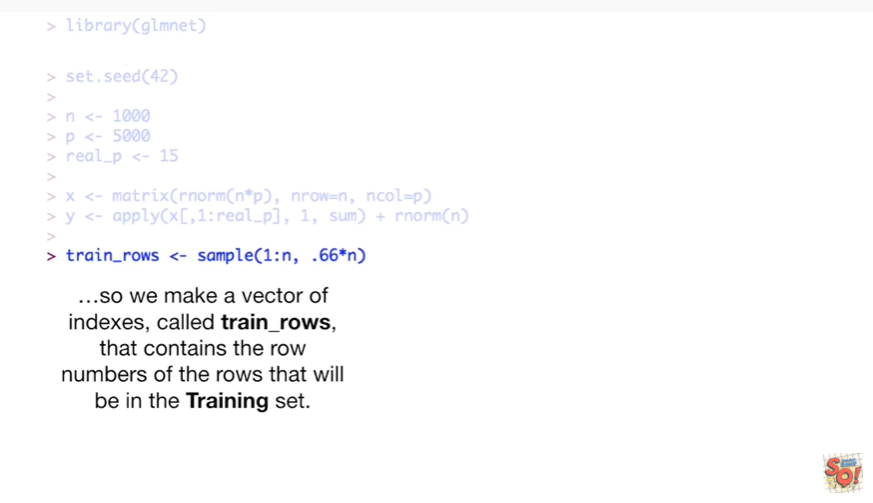 > library(glmnet)
> set.seed(42)
>
> n <- 1000
> p <- 5000
> real_p <- 15
>
> x <- matrix(rnorm(n*p), nrow=n, ncol=p)
> y <- apply(x[,1:real_p], 1, sum) + rnorm(n)
>
> train_rows <- sample(1:n, .66*n)
…so we make a vector of
indexes, called train_rows,
that contains the row
numbers of the rows that will
be in the Training set.
SQ!